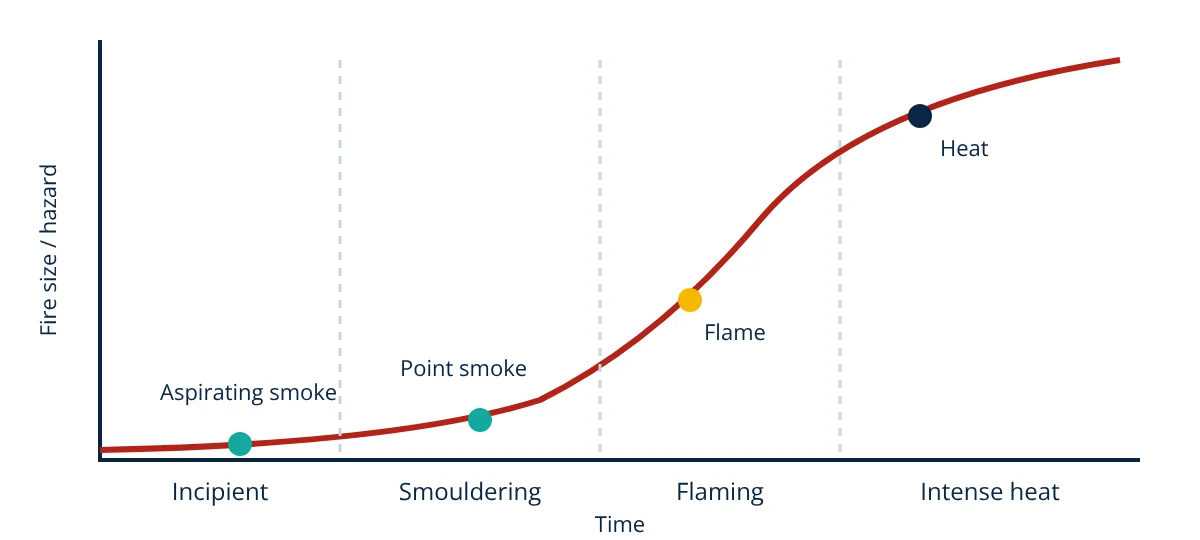 Fire size / hazard
Heat
Flame
Point smoke
Aspirating smoke
Incipient
Smouldering
Flaming
Intense heat
Time